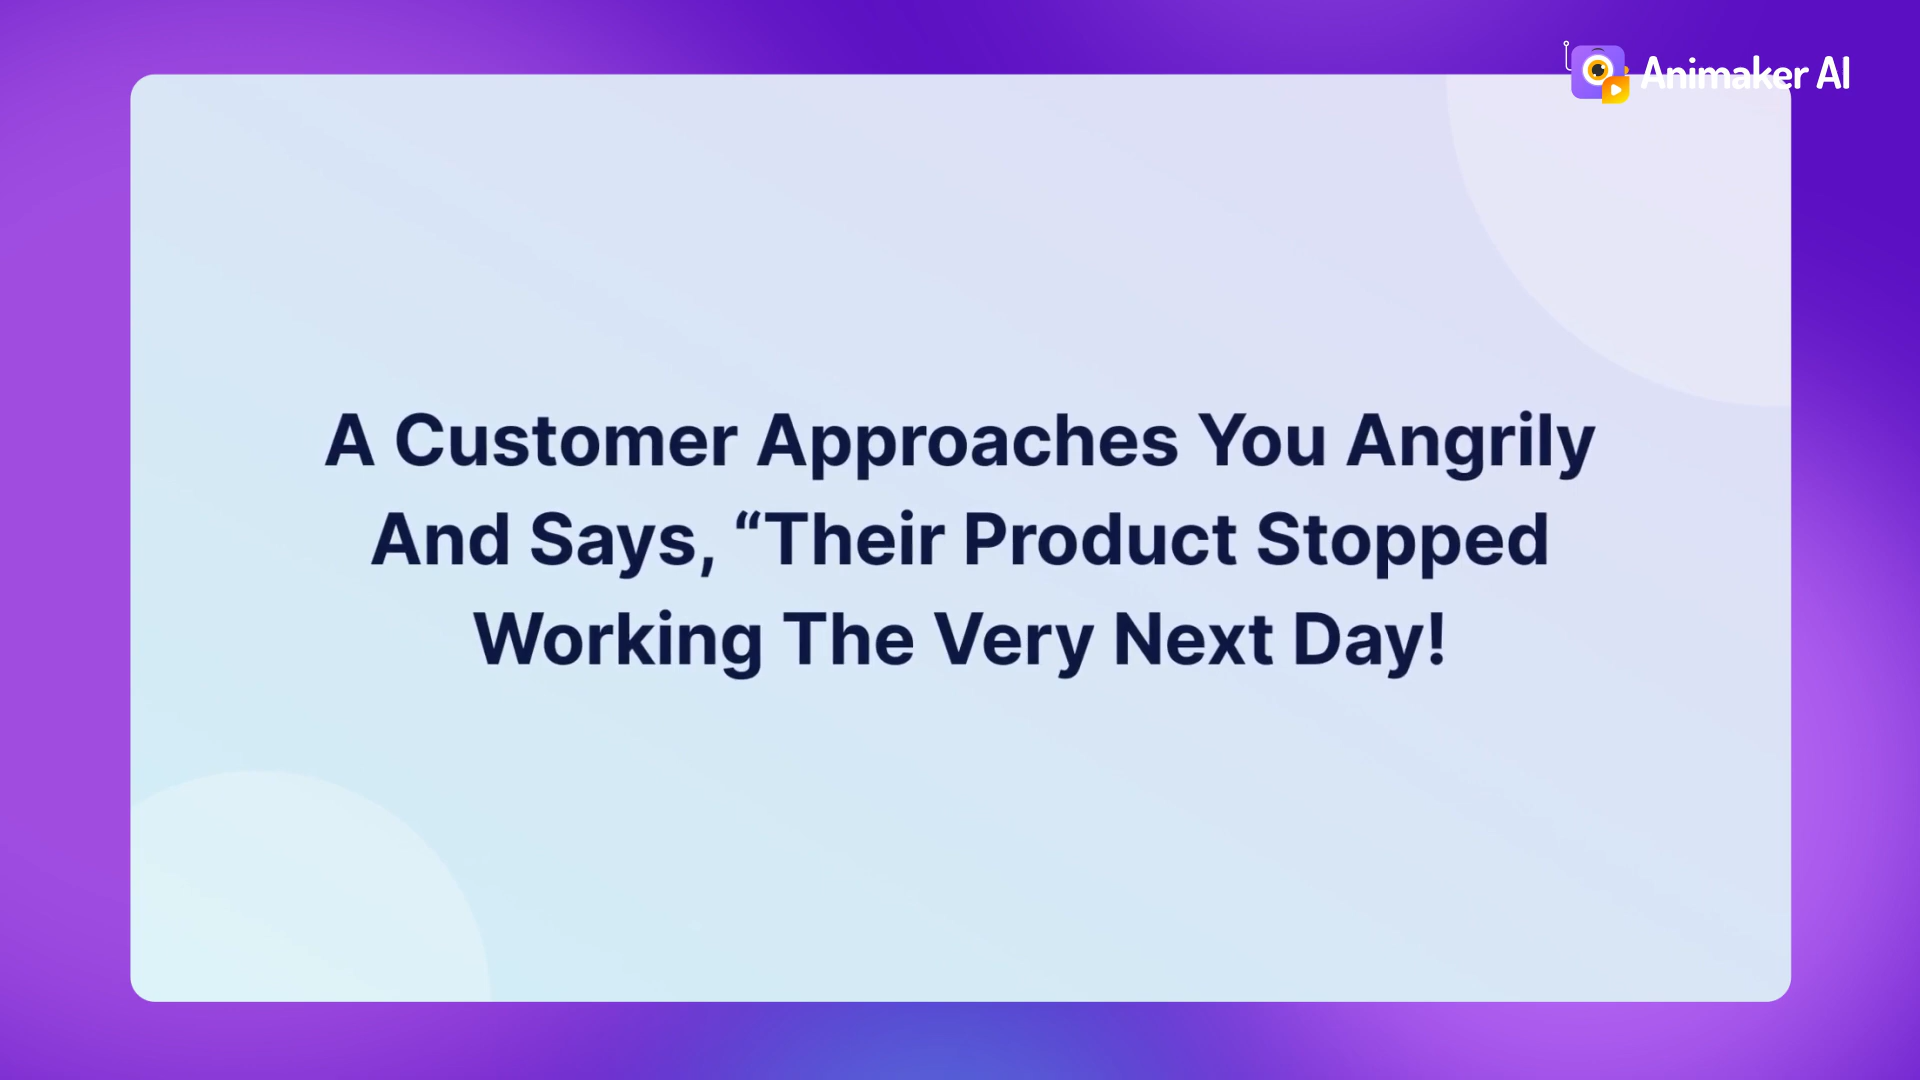 Animaker AI
A Customer Approaches You Angrily
And Says, “Their Product Stopped
Working The Very Next Day!